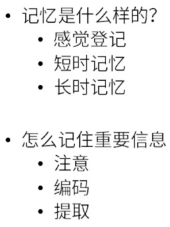 • 记忆是什么样的？
• 感觉登记
• 短时记忆
• 长时记忆
• 怎么记住重要信息
• 注意
• 编码
• 提取